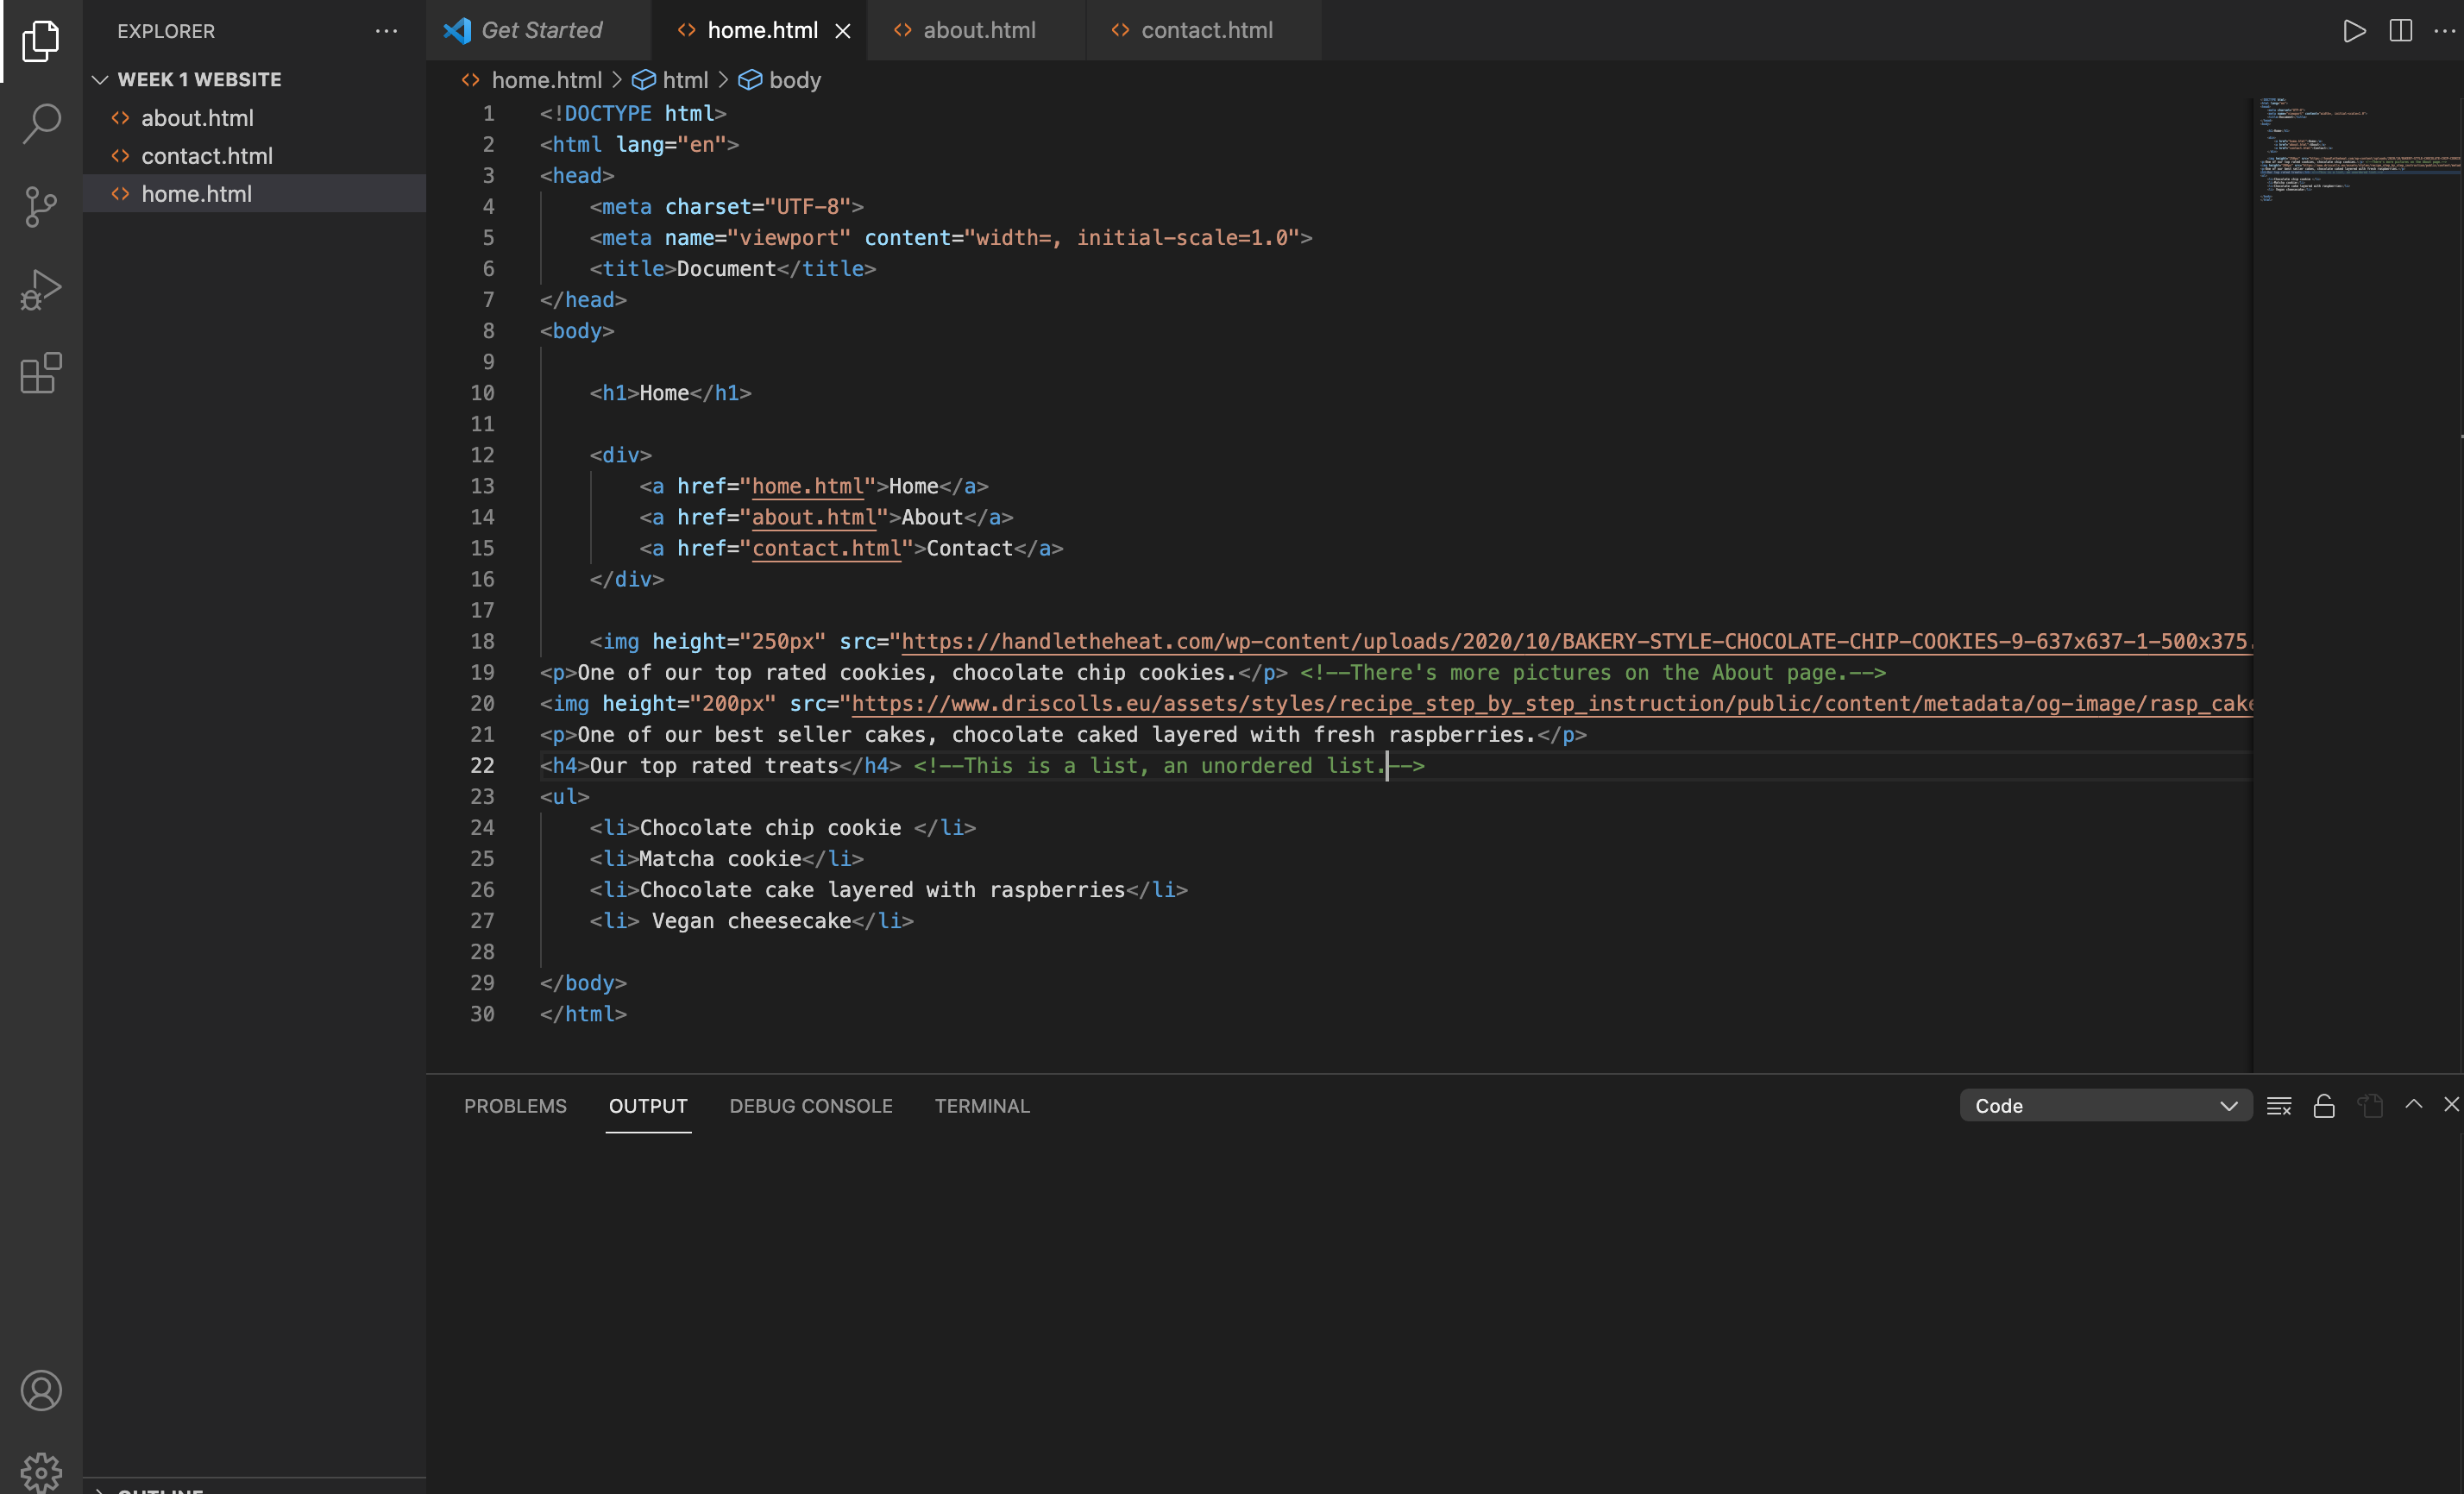 EXPLORER
WEEK 1 WEBSITE
about.html
contact.html
home.html
Get Started
home.html
about.html
contact.html
home.html > html > body
1 <!DOCTYPE html>
2 <html lang="en">
3 <head>
4 <meta charset="UTF-8">
5 <meta name="viewport" content="width=, initial-scale=1.0">
6 <title>Document</title>
7 </head>
8 <body>
9
10 <h1>Home</h1>
11
12 <div>
13 <a href="home.html">Home</a>
14 <a href="about.html">About</a>
15 <a href="contact.html">Contact</a>
16 </div>
17
18 <img height="250px" src="https://handletheheat.com/wp-content/uploads/2020/10/BAKERY-STYLE-CHOCOLATE-CHIP-COOKIES-9-637x637-1-500x375.
19 <p>One of our top rated cookies, chocolate chip cookies.</p> <!--There's more pictures on the About page.-->
20 <img height="200px" src="https://www.driscolls.eu/assets/styles/recipe_step_by_step_instruction/public/content/metadata/og-image/rasp_cake
21 <p>One of our best seller cakes, chocolate caked layered with fresh raspberries.</p>
22 <h4>Our top rated treats</h4> <!--This is a list, an unordered list.-->
23 <ul>
24 <li>Chocolate chip cookie </li>
25 <li>Matcha cookie</li>
26 <li>Chocolate cake layered with raspberries</li>
27 <li> Vegan cheesecake</li>
28
29 </body>
30 </html>
PROBLEMS OUTPUT DEBUG CONSOLE TERMINAL
Code
OUTLINE